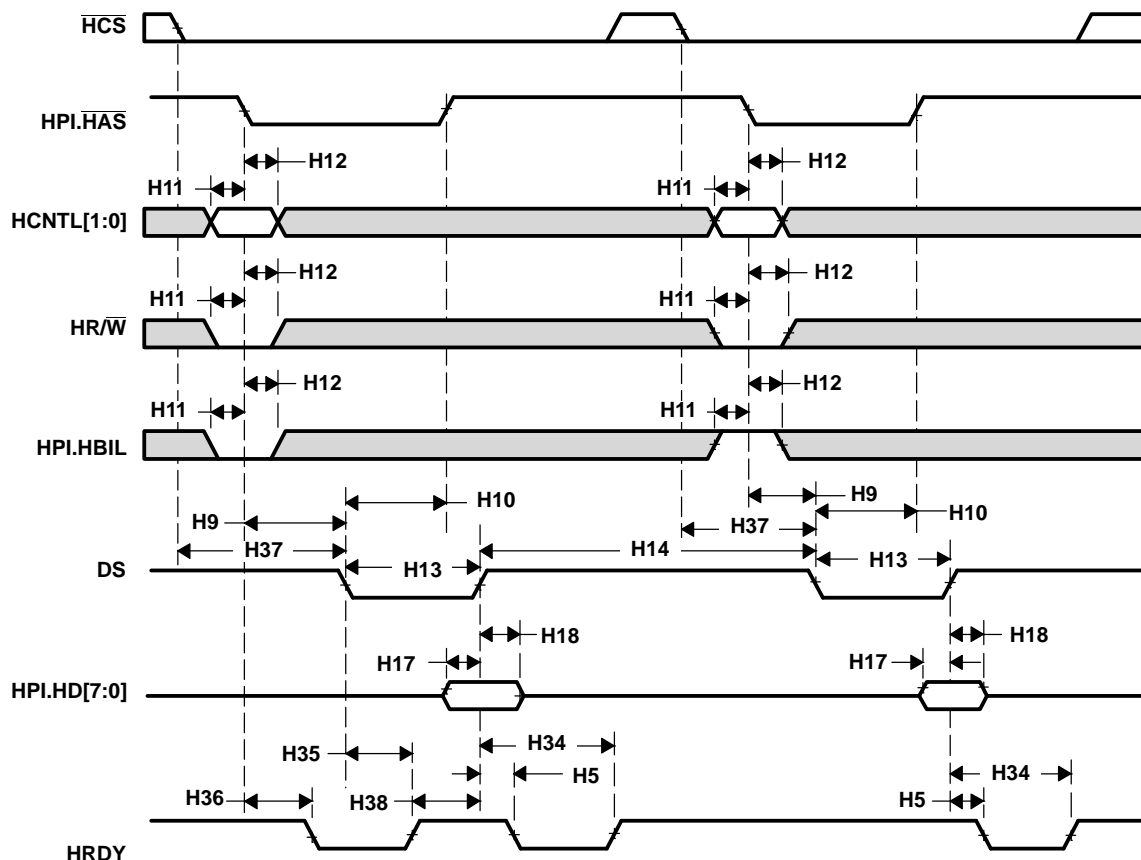 HCS
HPI.HAS
H12 H12
H11 H11
HCNTL[1:0]
H12 H12
H11 H11
HR/W
H12 H12
H11 H11
HPI.HBIL
H10 H9
H9 H10
H37 H37
H14
DS H13 H13
H18 H18
H17 H17
HPI.HD[7:0]
H35 H34 H34
H5
H36 H38 H5
HRDY